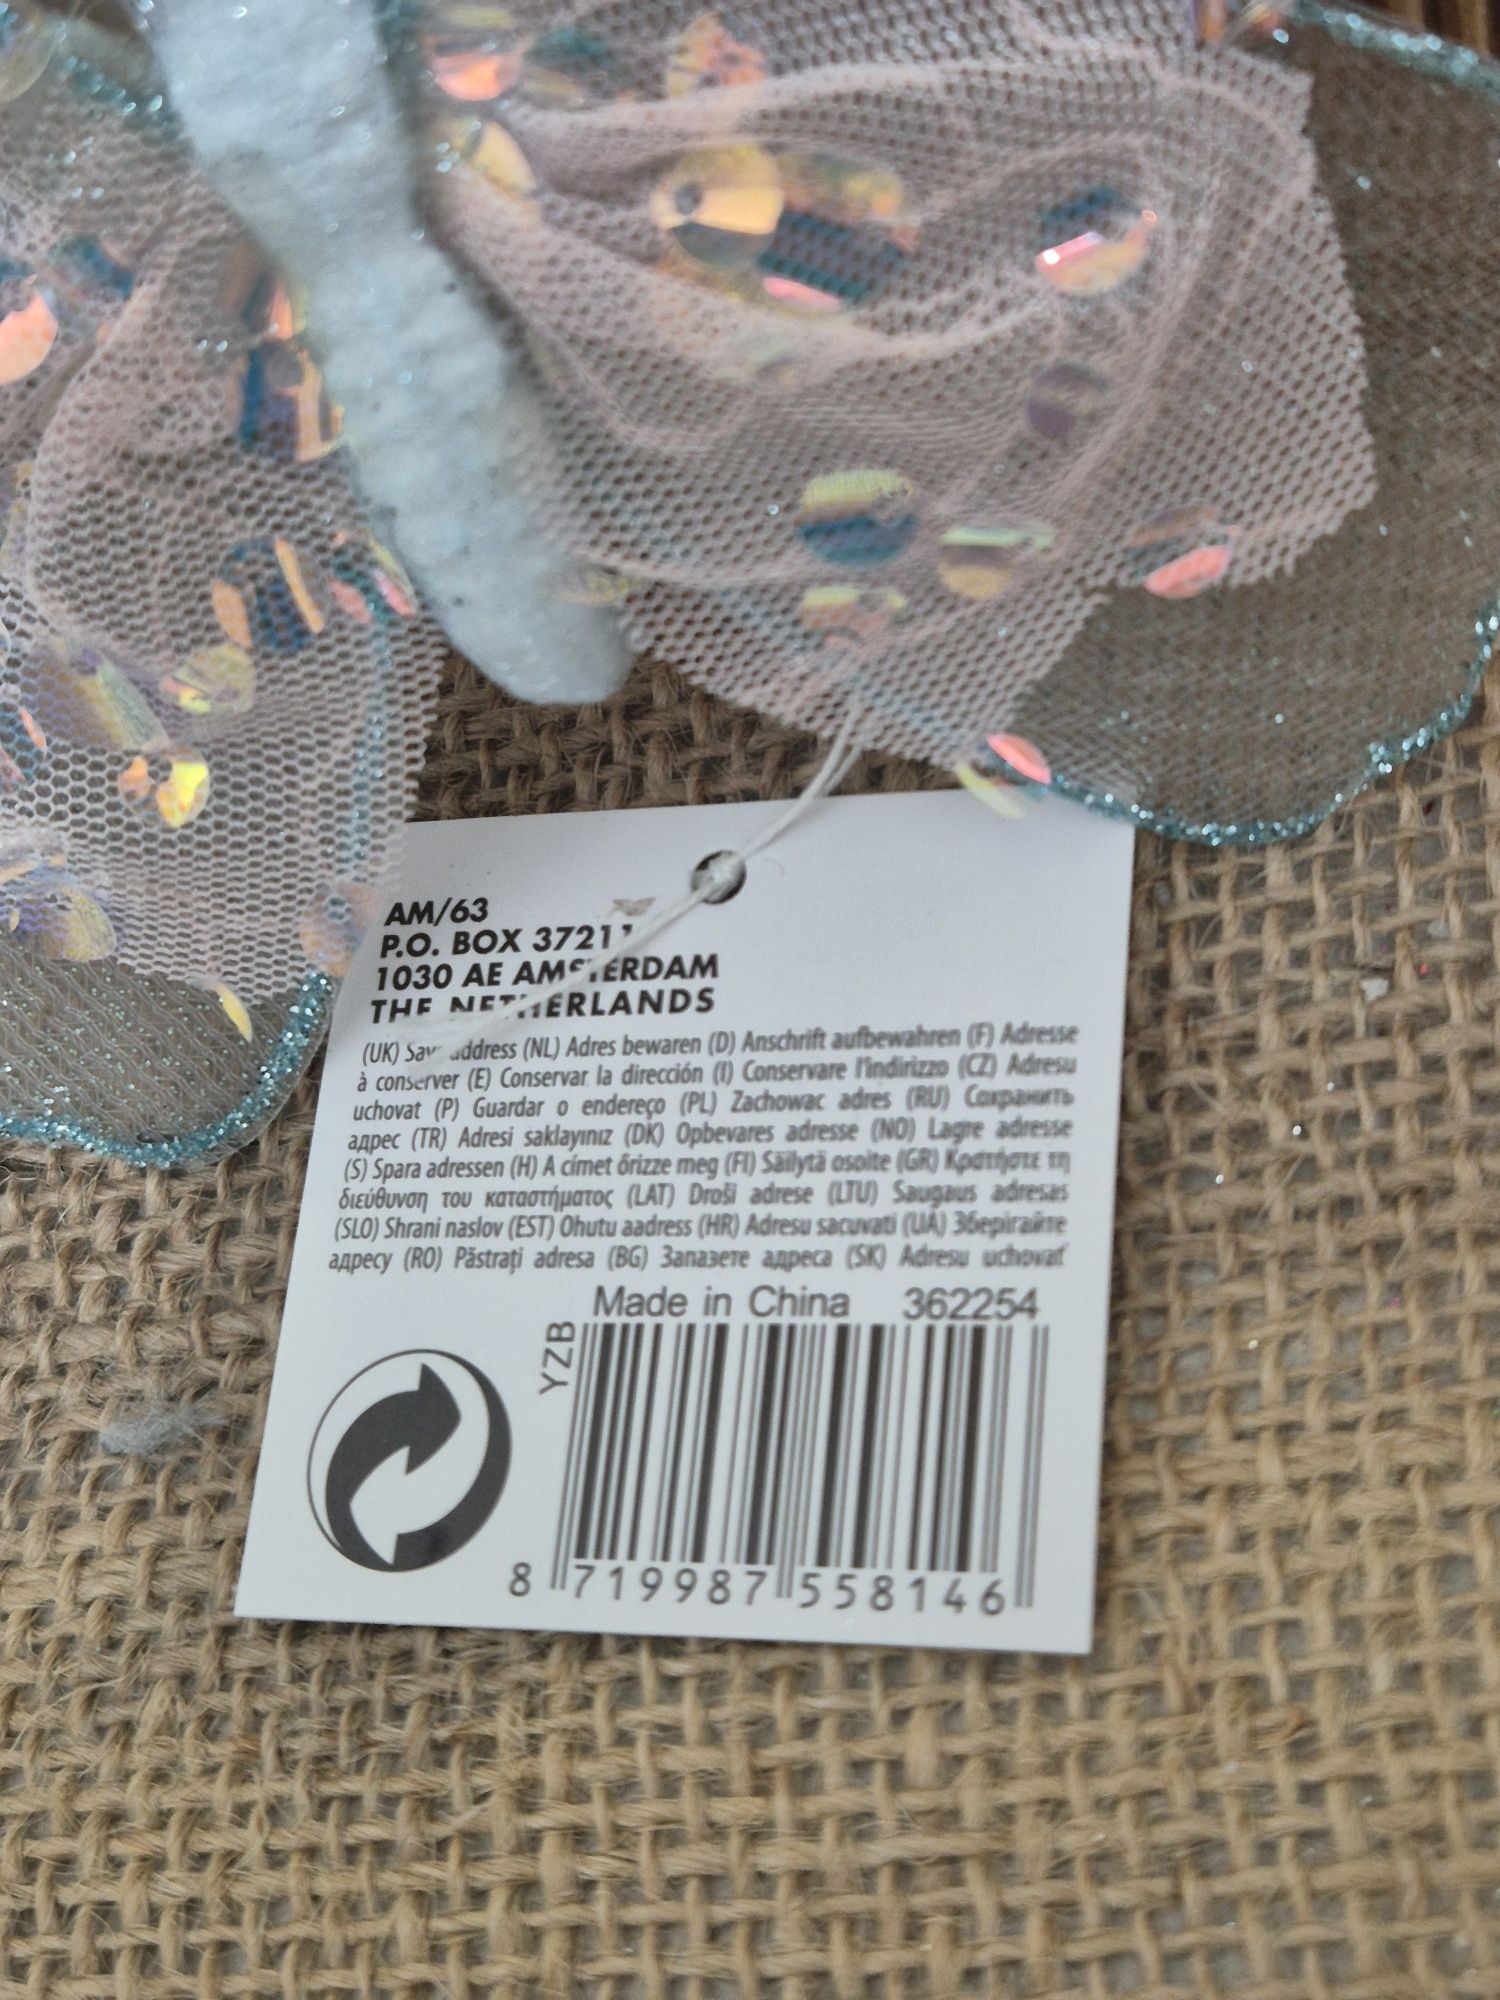 AM/63
P.O. BOX 37211
1030 AE AMSTERDAM
THE NETHERLANDS
(UK) Save address (NL) Adres bewaren (D) Anschrift aufbewahren (F) Adresse
à conserver (E) Conservar la dirección (I) Conservare l'indirizzo (CZ) Adresu
uchovat (P) Guardar o endereço (PL) Zachowac adres (RU) Сохранить
адрес (TR) Adresi saklayınız (DK) Opbevares adresse (NO) Lagre adresse
(S) Spara adressen (H) A címet őrizze meg (FI) Säilytä osoite (GR) Κρατήστε τη
διεύθυνση του καταστήματος (LAT) Droši adrese (LTU) Saugaus adresas
(SLO) Shrani naslov (EST) Ohutu aadress (HR) Adresu sacuvati (UA) Зберігайте
адресу (RO) Păstrați adresa (BG) Запазете адреса (SK) Adresu uchovať
Made in China 362254
YZB
8 719987 558146